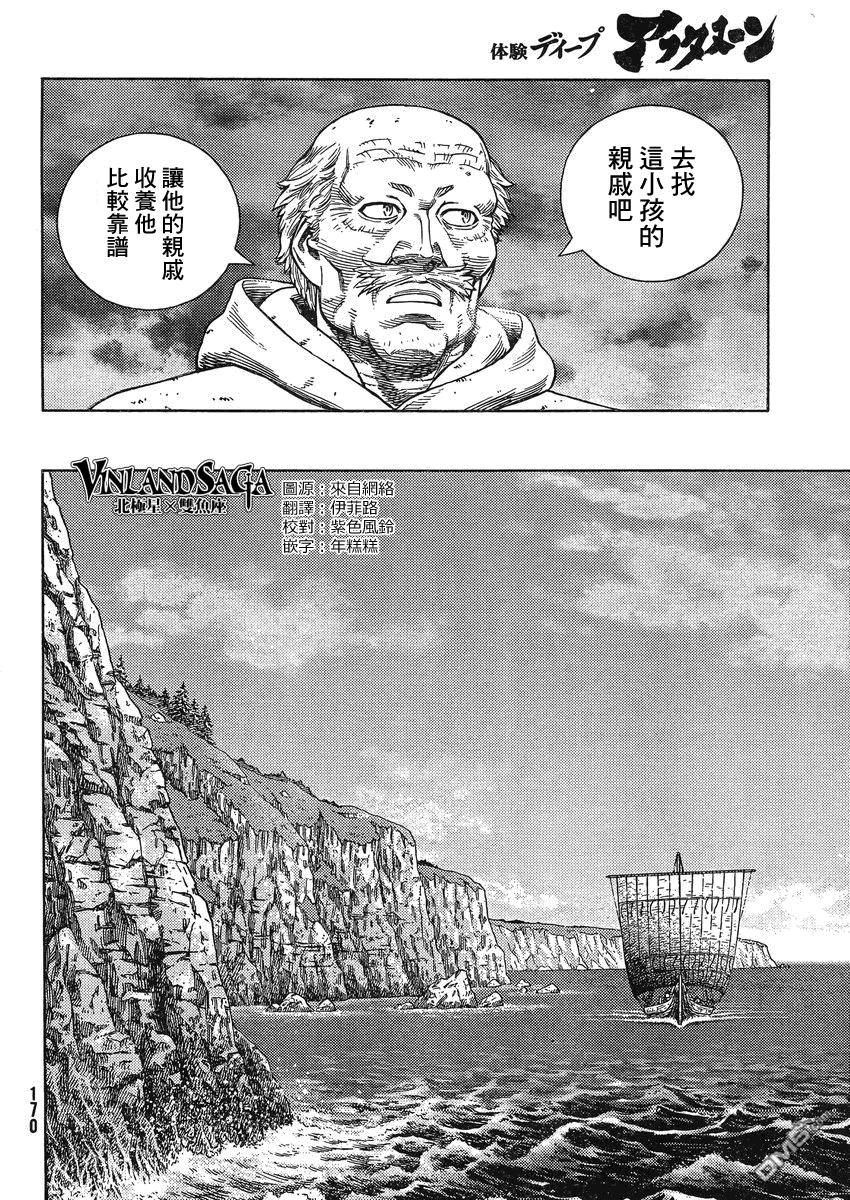 体験ディープ アフタヌーン
去找
這小孩的
親戚吧
讓他的親戚
收養他
比較靠譜
VINLAND SAGA
北極星×雙魚座
圖源：來自網絡
翻譯：伊菲路
校對：紫色風鈴
嵌字：年糕糕
170